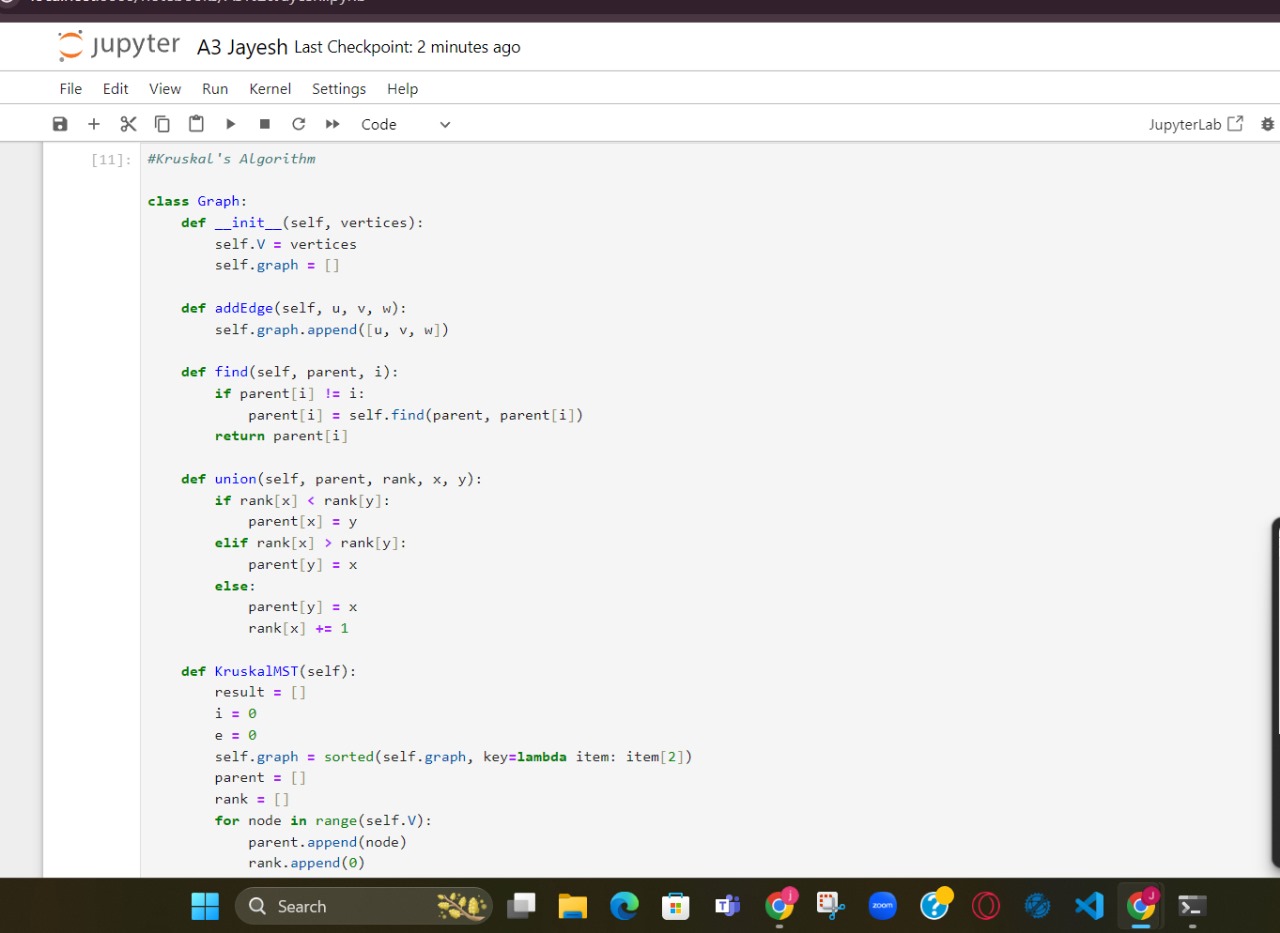 jupyter A3 Jayesh Last Checkpoint: 2 minutes ago
File Edit View Run Kernel Settings Help
Code JupyterLab
[11]: #Kruskal's Algorithm
class Graph:
    def __init__(self, vertices):
        self.V = vertices
        self.graph = []
    def addEdge(self, u, v, w):
        self.graph.append([u, v, w])
    def find(self, parent, i):
        if parent[i] != i:
            parent[i] = self.find(parent, parent[i])
        return parent[i]
    def union(self, parent, rank, x, y):
        if rank[x] < rank[y]:
            parent[x] = y
        elif rank[x] > rank[y]:
            parent[y] = x
        else:
            parent[y] = x
            rank[x] += 1
    def KruskalMST(self):
        result = []
        i = 0
        e = 0
        self.graph = sorted(self.graph, key=lambda item: item[2])
        parent = []
        rank = []
        for node in range(self.V):
            parent.append(node)
            rank.append(0)
Search zoom